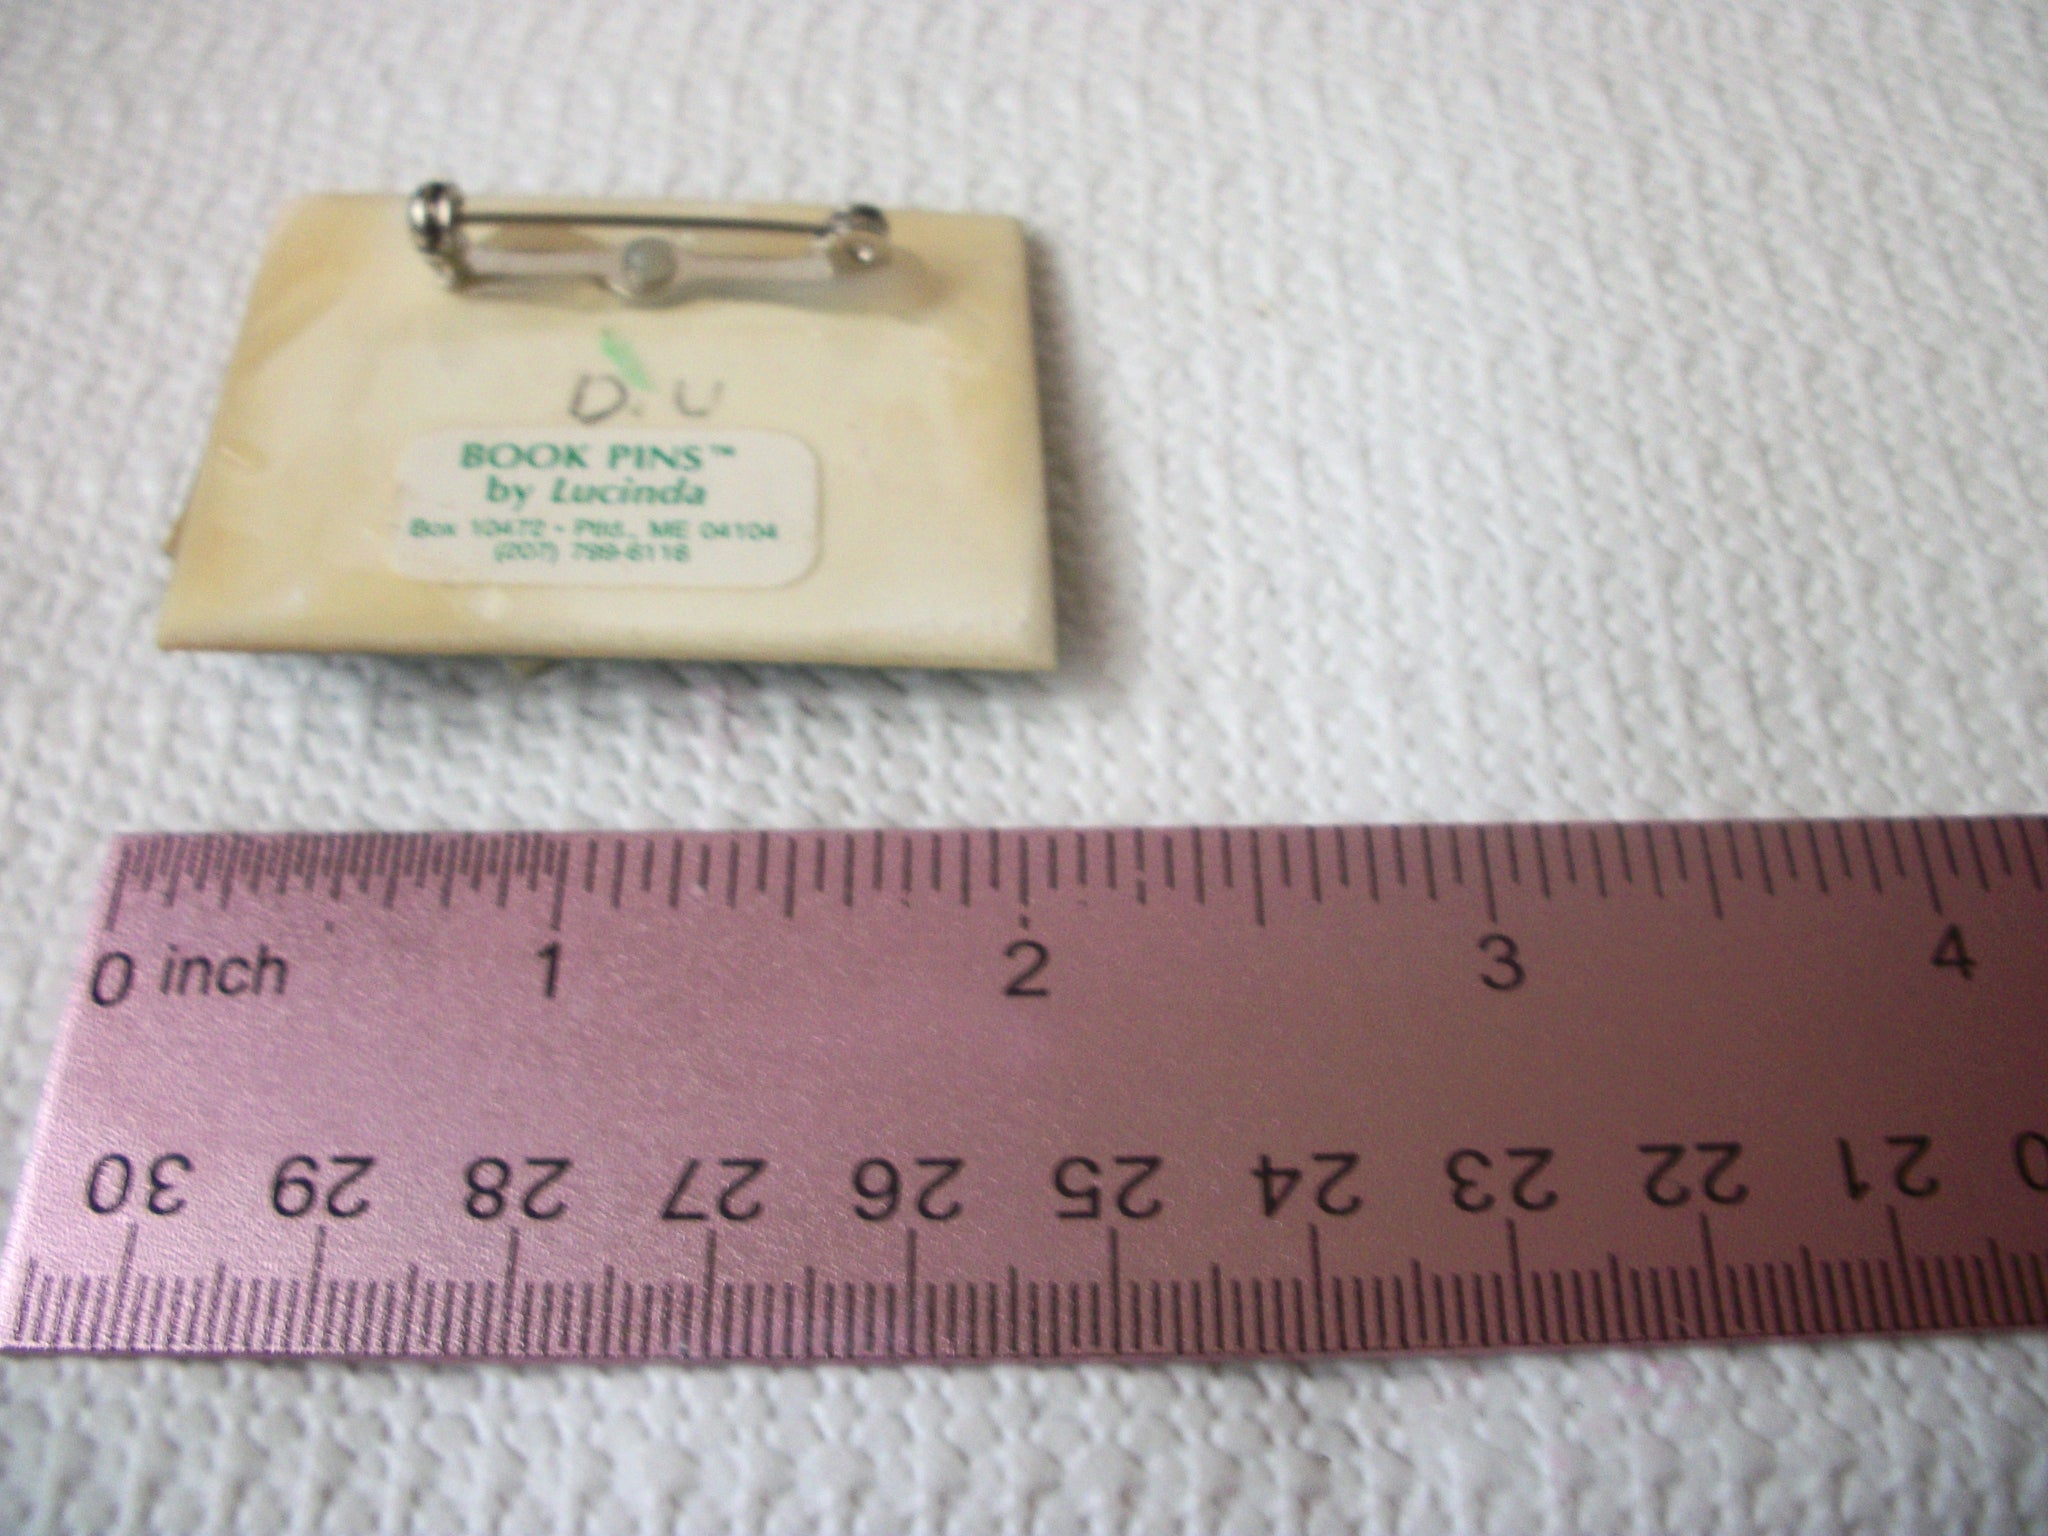 D. U
BOOK PINS™
by Lucinda
Box 10472 - Ptld., ME 04104
(207) 799-6116
0 inch 1 2 3 4
30 29 28 27 26 25 24 23 22 21